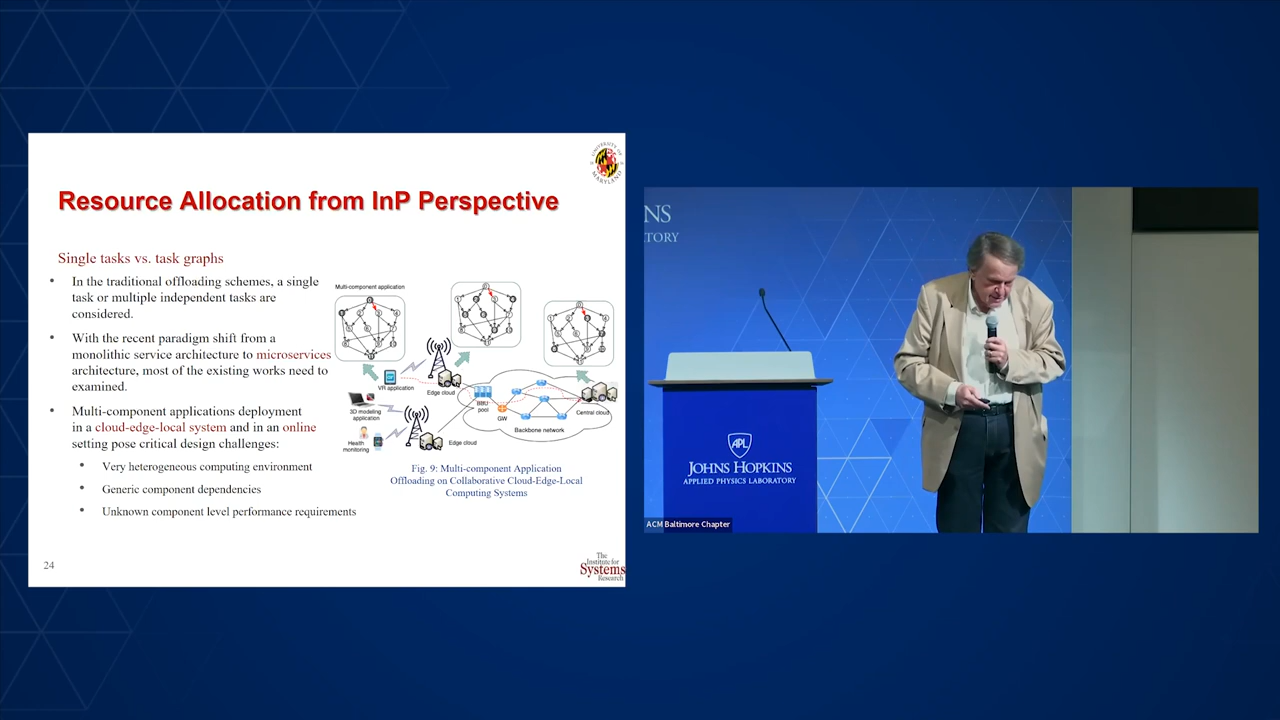 UNIVERSITY OF MARYLAND
Resource Allocation from InP Perspective
Single tasks vs. task graphs
• In the traditional offloading schemes, a single
task or multiple independent tasks are
considered.
• With the recent paradigm shift from a
monolithic service architecture to microservices
architecture, most of the existing works need to
examined.
• Multi-component applications deployment
in a cloud-edge-local system and in an online
setting pose critical design challenges:
• Very heterogeneous computing environment
• Generic component dependencies
• Unknown component level performance requirements
Multi-component application
VR application
Edge cloud
3D modeling
application
Health
monitoring
Edge cloud
BBU
pool
GW
Backbone network
Central cloud
Fig. 9: Multi-component Application
Offloading on Collaborative Cloud-Edge-Local
Computing Systems
24
The
Institute for
Systems
Research
NS
TORY
APL
JOHNS HOPKINS
APPLIED PHYSICS LABORATORY
ACM Baltimore Chapter